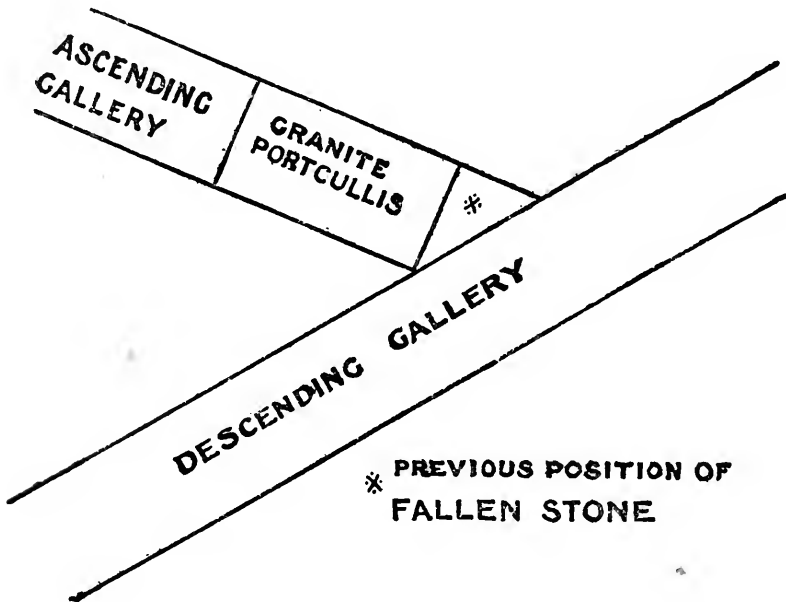 ASCENDING
GALLERY
GRANITE
PORTCULLIS
※
DESCENDING GALLERY
※ PREVIOUS POSITION OF
FALLEN STONE